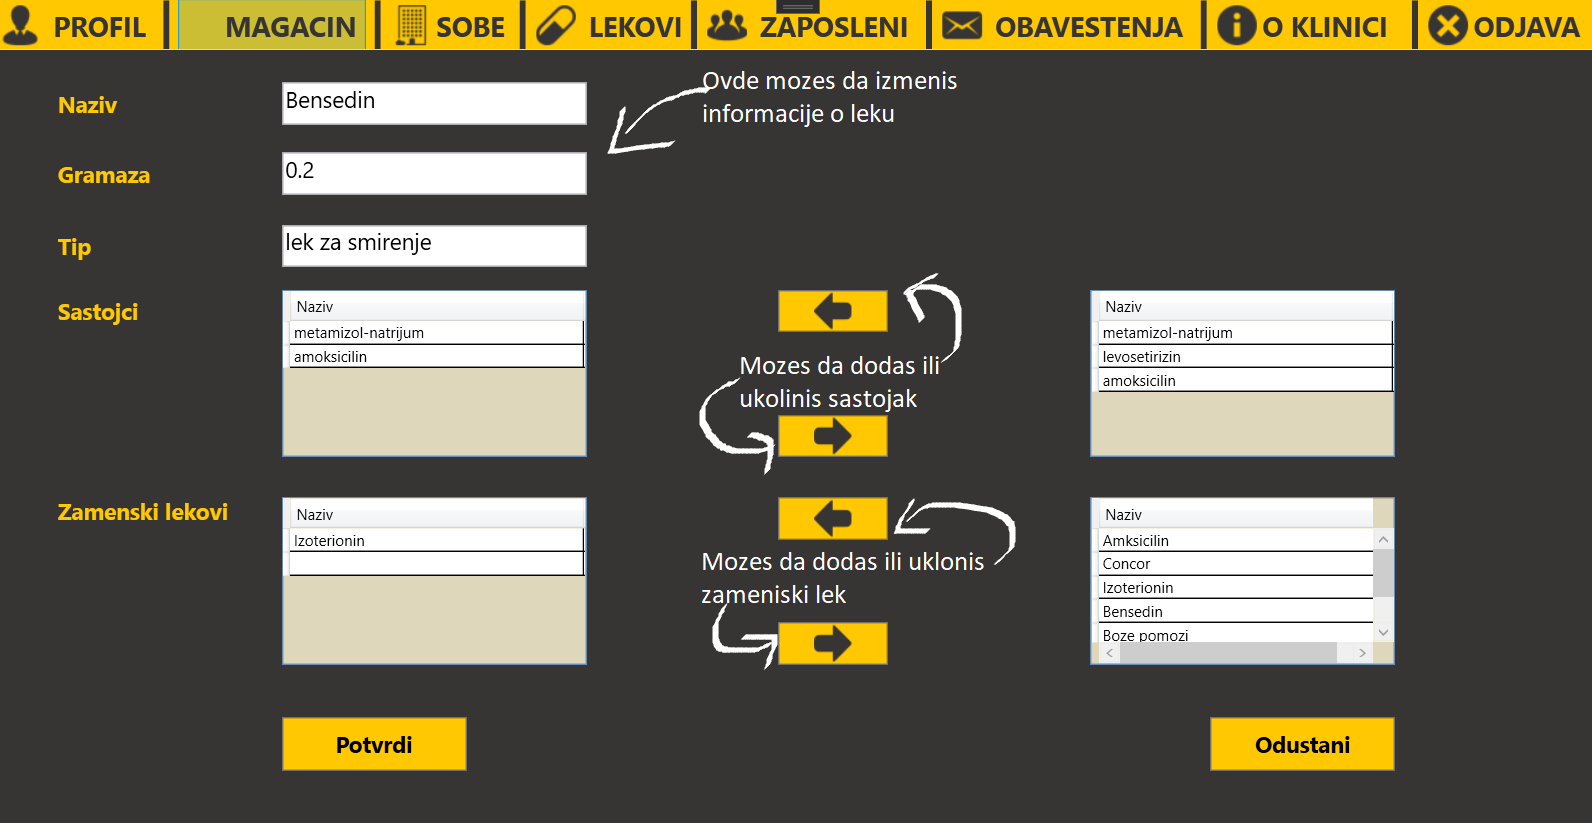 PROFIL MAGACIN SOBE LEKOVI ZAPOSLENI OBAVESTENJA O KLINICI ODJAVA
Naziv
Bensedin
Ovde mozes da izmenis
informacije o leku
Gramaza
0.2
Tip
lek za smirenje
Sastojci
Naziv
metamizol-natrijum
amoksicilin
Mozes da dodas ili
ukolinis sastojak
Naziv
metamizol-natrijum
levosetirizin
amoksicilin
Zamenski lekovi
Naziv
Izoterionin
Mozes da dodas ili uklonis
zameniski lek
Naziv
Amksicilin
Concor
Izoterionin
Bensedin
Boze pomozi
Potvrdi
Odustani